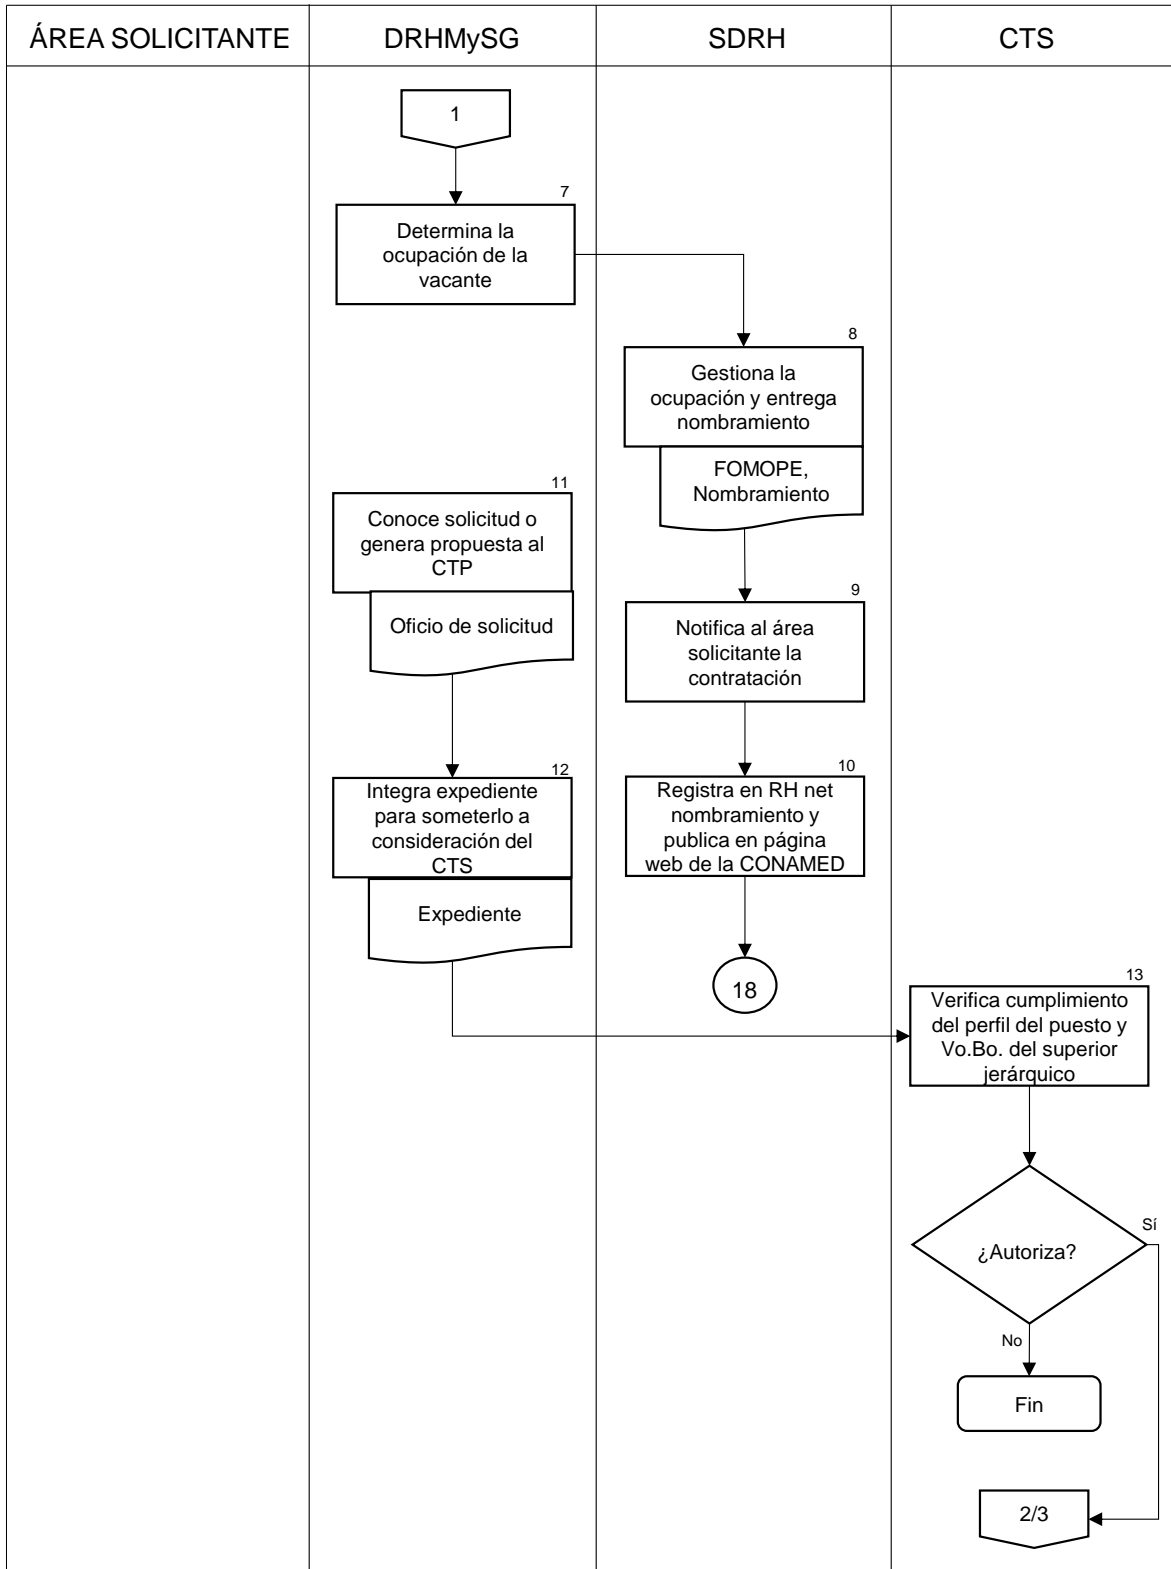 ÁREA SOLICITANTE
DRHMySG
SDRH
CTS
1
7
Determina la
ocupación de la
vacante
8
Gestiona la
ocupación y entrega
nombramiento
FOMOPE,
Nombramiento
11
Conoce solicitud o
genera propuesta al
CTP
Oficio de solicitud
9
Notifica al área
solicitante la
contratación
12
Integra expediente
para someterlo a
consideración del
CTS
Expediente
10
Registra en RH net
nombramiento y
publica en página
web de la CONAMED
18
13
Verifica cumplimiento
del perfil del puesto y
Vo.Bo. del superior
jerárquico
¿Autoriza?
Sí
No
Fin
2/3